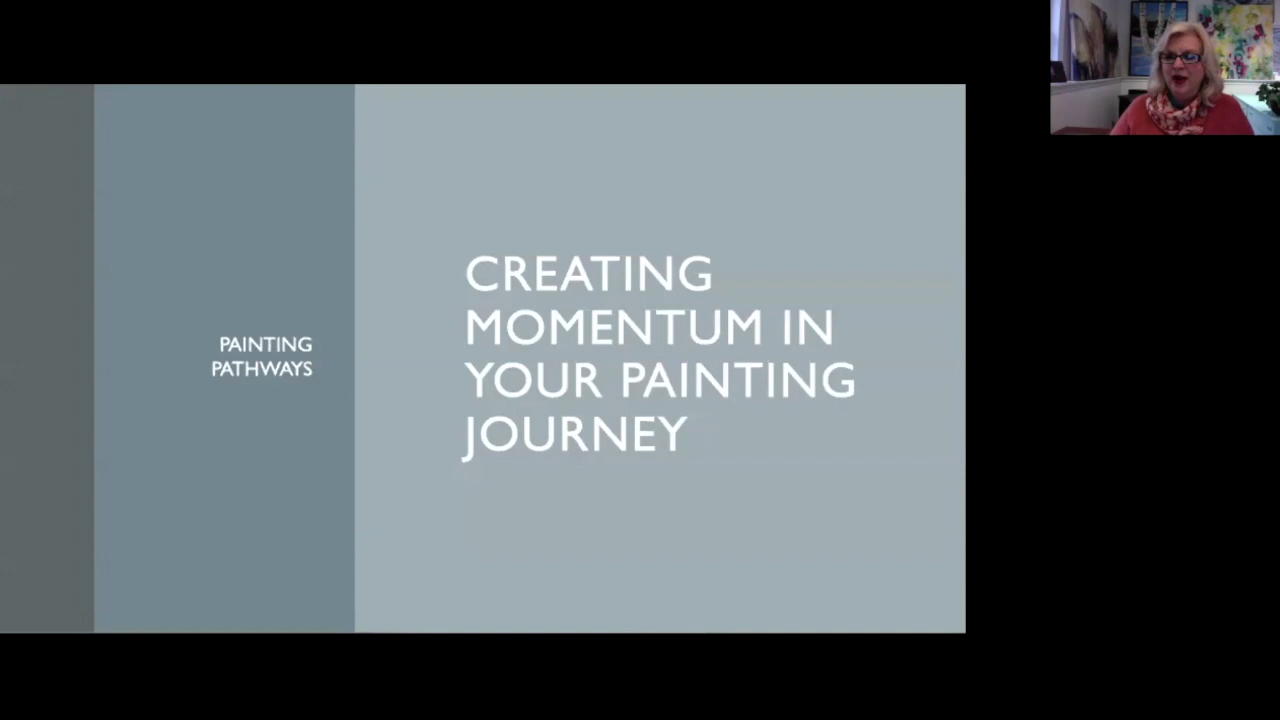 PAINTING
PATHWAYS
CREATING
MOMENTUM IN
YOUR PAINTING
JOURNEY